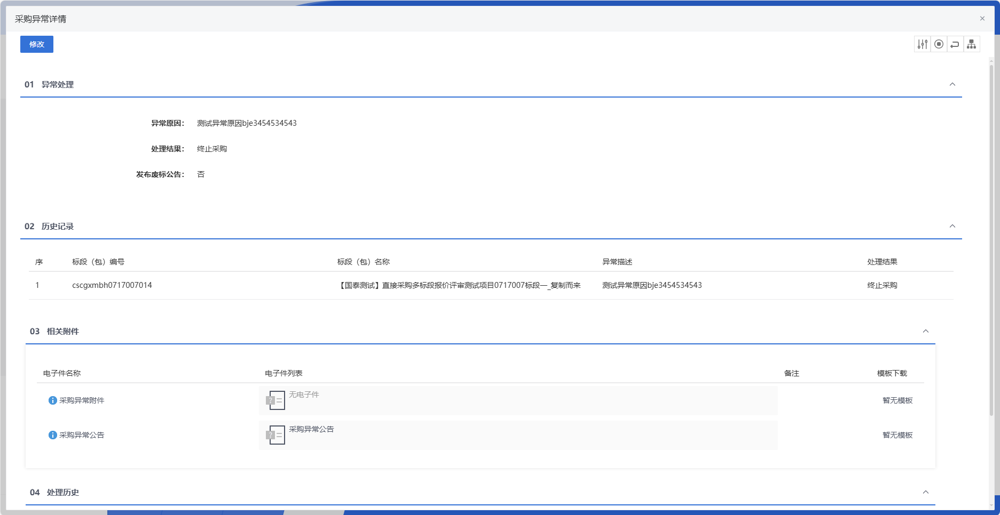 采购异常详情
修改
01 异常处理
异常原因： 测试异常原因bje3454534543
处理结果： 终止采购
发布废标公告： 否
02 历史记录
序 标段（包）编号 标段（包）名称 异常描述 处理结果
1 cscgxmbh0717007014 【国泰测试】直接采购多标段报价评审测试项目0717007标段一_复制而来 测试异常原因bje3454534543 终止采购
03 相关附件
电子件名称 电子件列表 备注 模板下载
采购异常附件 无电子件 暂无模板
采购异常公告 采购异常公告 暂无模板
04 处理历史